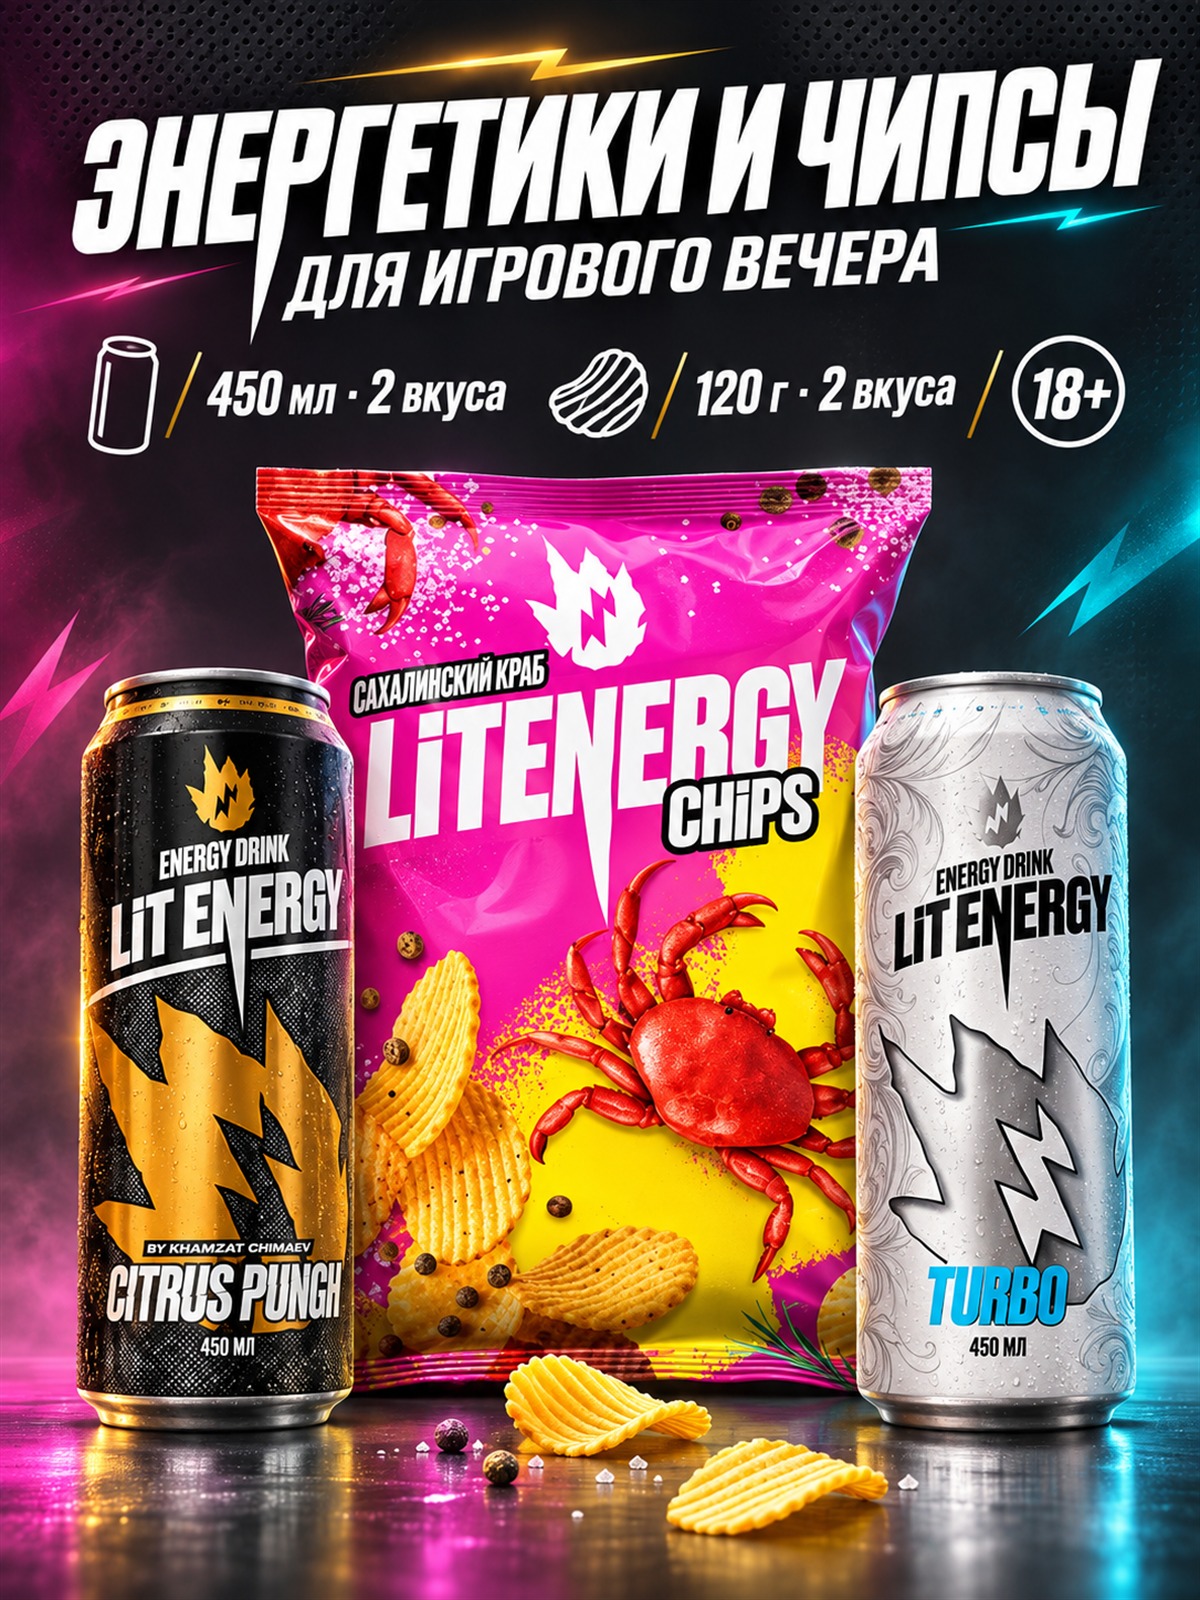 ЭНЕРГЕТИКИ И ЧИПСЫ
ДЛЯ ИГРОВОГО ВЕЧЕРА
450 мл · 2 вкуса
120 г · 2 вкуса
18+
САХАЛИНСКИЙ КРАБ
LiTENERGY
CHiPS
ENERGY DRINK
LiT ENERGY
BY KHAMZAT CHIMAEV
CITRUS PUNCH
450 МЛ
ENERGY DRINK
LiT ENERGY
TURBO
450 МЛ